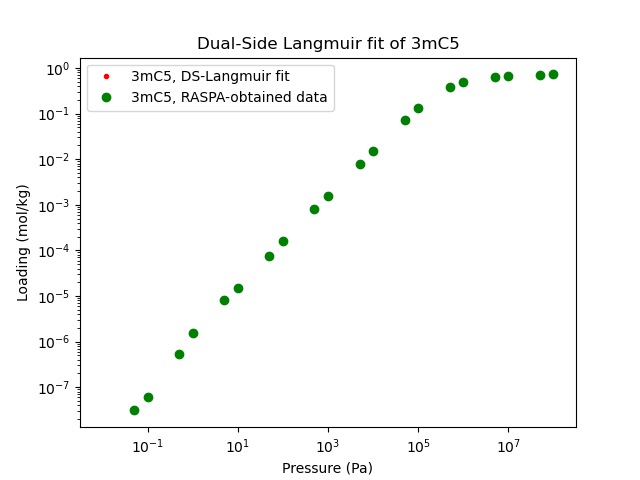 Dual-Side Langmuir fit of 3mC5
3mC5, DS-Langmuir fit
3mC5, RASPA-obtained data
Loading (mol/kg)
10⁰
10⁻¹
10⁻²
10⁻³
10⁻⁴
10⁻⁵
10⁻⁶
10⁻⁷
10⁻¹ 10¹ 10³ 10⁵ 10⁷
Pressure (Pa)